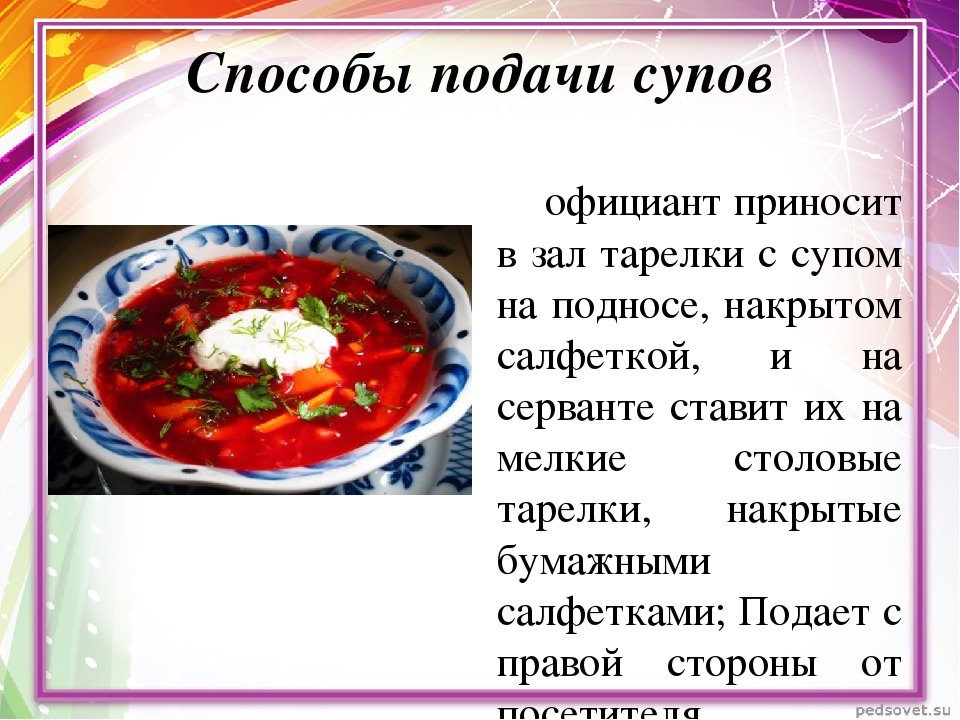 Способы подачи супов
официант приносит
в зал тарелки с супом
на подносе, накрытом
салфеткой, и на
серванте ставит их на
мелкие столовые
тарелки, накрытые
бумажными
салфетками; Подает с
правой стороны от
посетителя
pedsovet.su